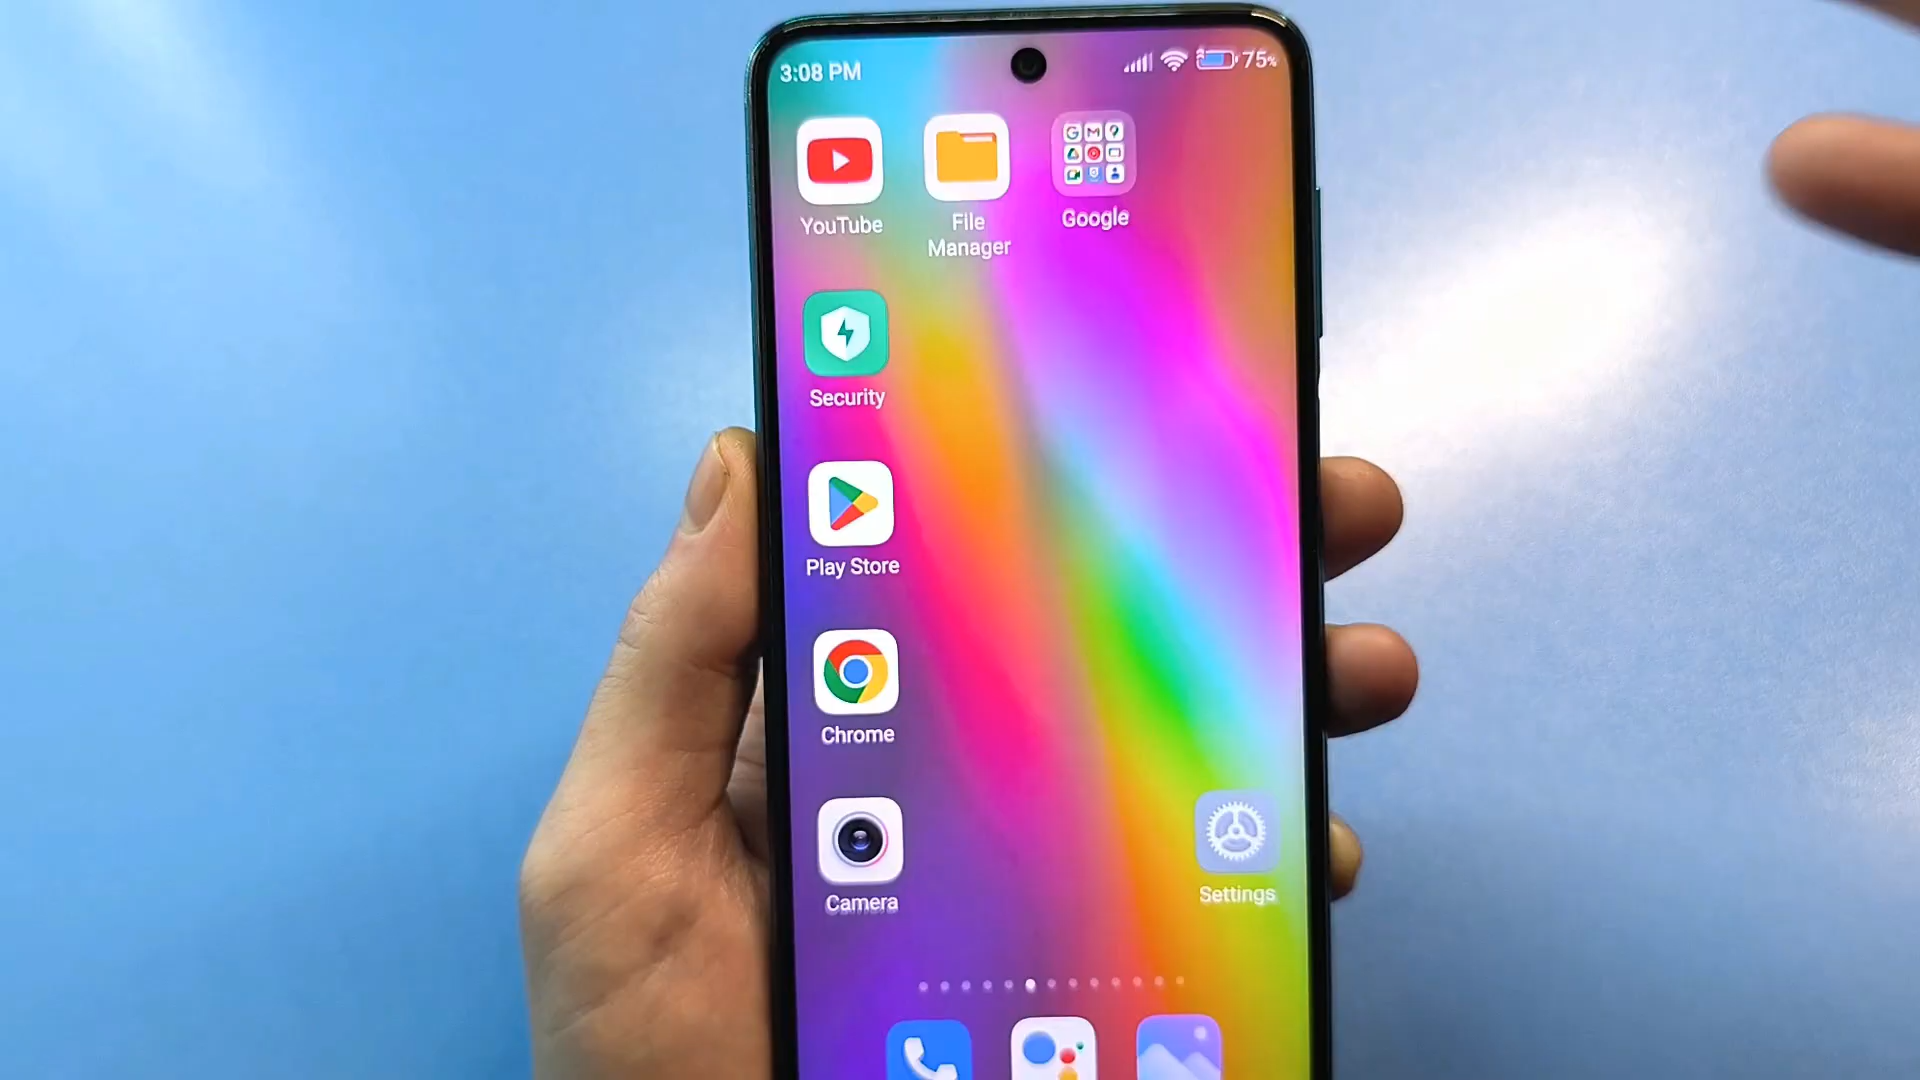 3:08 PM
75%
YouTube
File
Manager
Google
Security
Play Store
Chrome
Camera
Settings